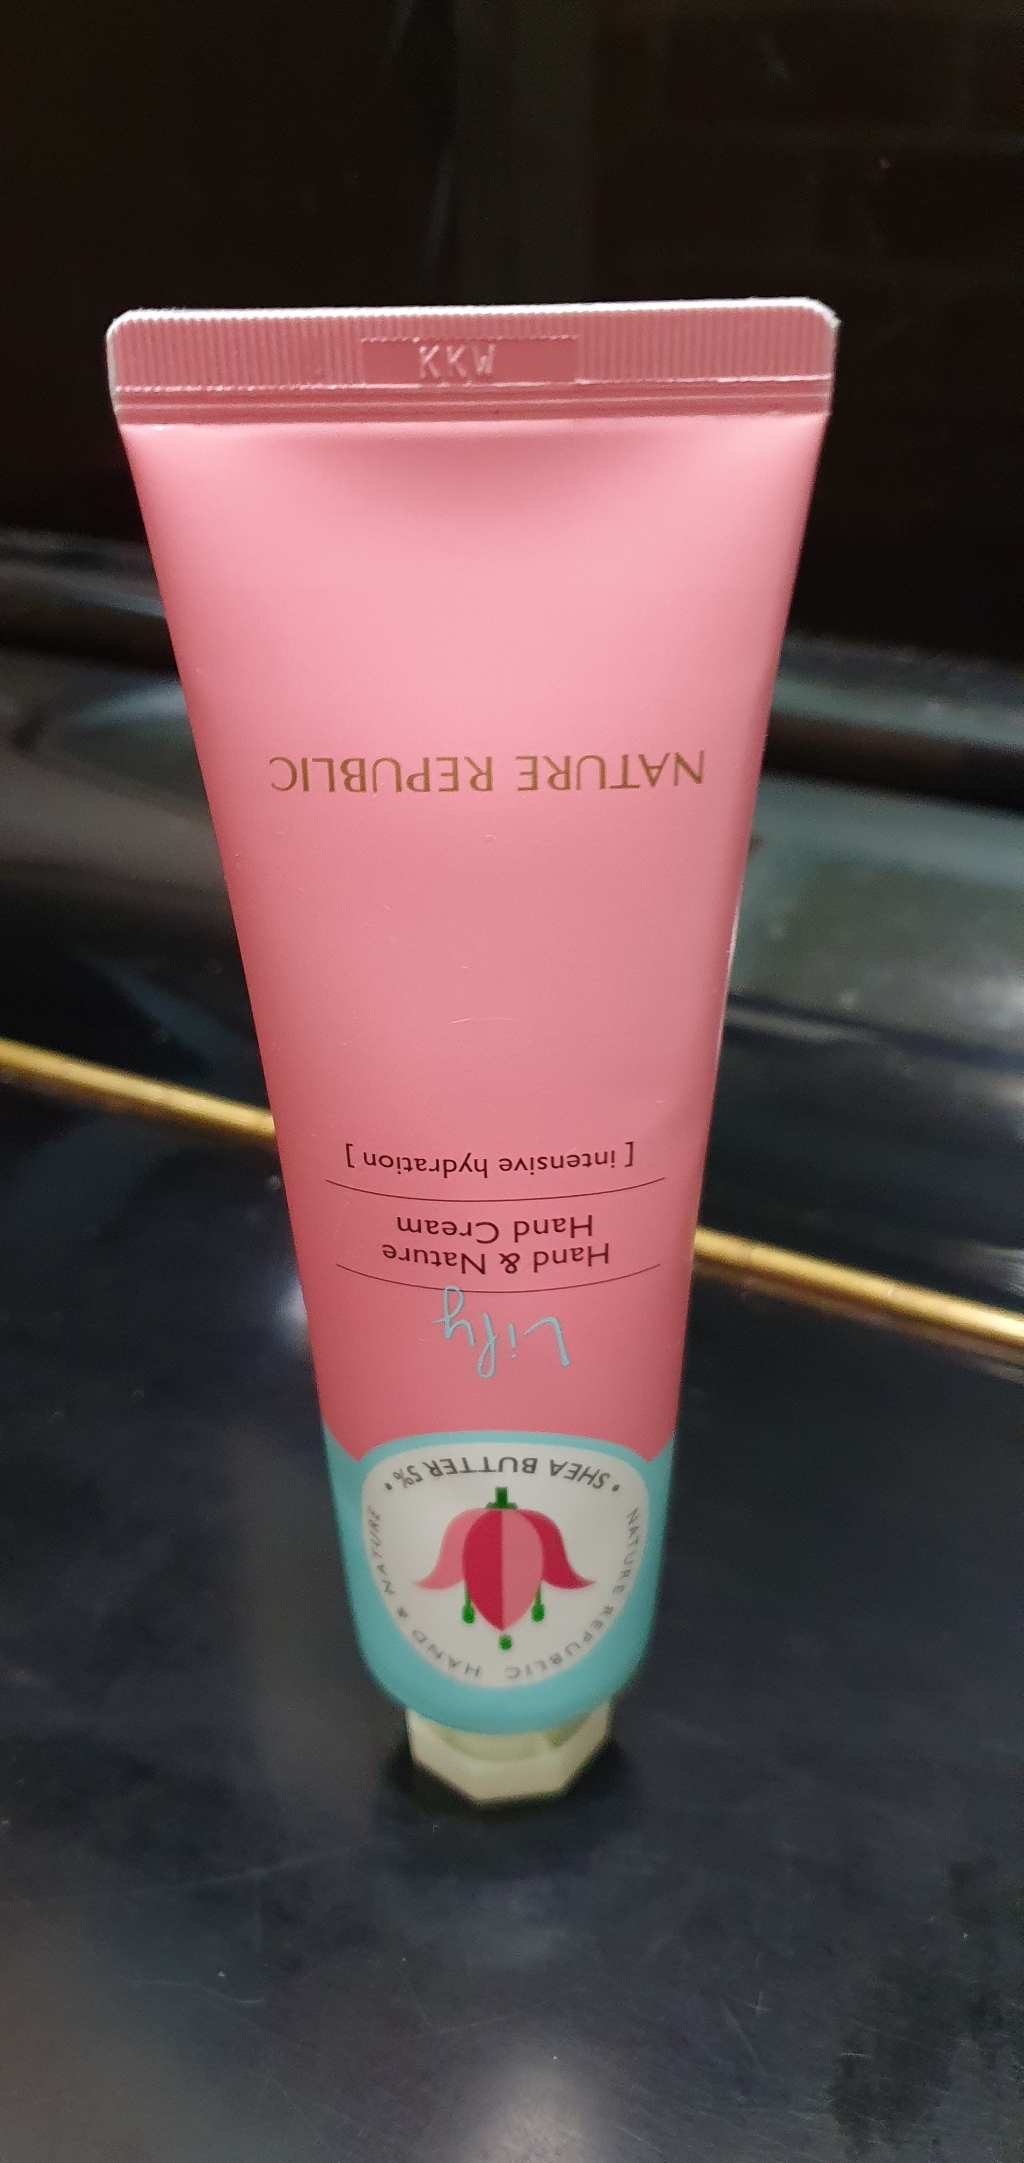 NATURE REPUBLIC HAND & NATURE
• SHEA BUTTER 5% •
Lily
Hand & Nature
Hand Cream
[ intensive hydration ]
NATURE REPUBLIC
KKW